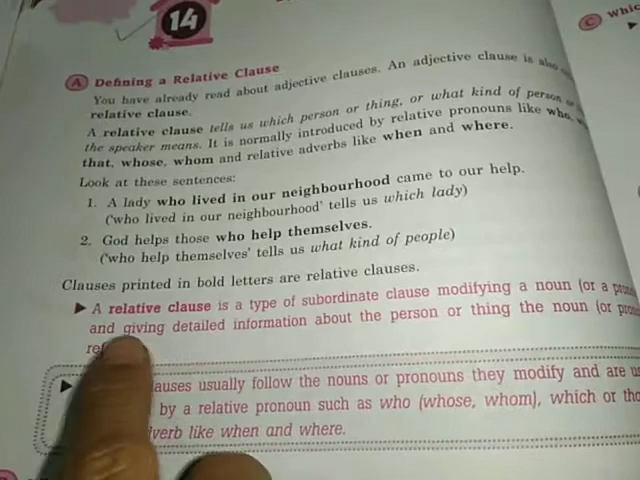 14
C Whic
A Defining a Relative Clause
You have already read about adjective clauses. An adjective clause is also
relative clause.
A relative clause tells us which person or thing, or what kind of person or
the speaker means. It is normally introduced by relative pronouns like who,
that, whose, whom and relative adverbs like when and where.
Look at these sentences:
1. A lady who lived in our neighbourhood came to our help.
('who lived in our neighbourhood' tells us which lady)
2. God helps those who help themselves.
('who help themselves' tells us what kind of people)
Clauses printed in bold letters are relative clauses.
▶ A relative clause is a type of subordinate clause modifying a noun (or a pron
and giving detailed information about the person or thing the noun (or pron
re
▶ auses usually follow the nouns or pronouns they modify and are us
by a relative pronoun such as who (whose, whom), which or tha
dverb like when and where.